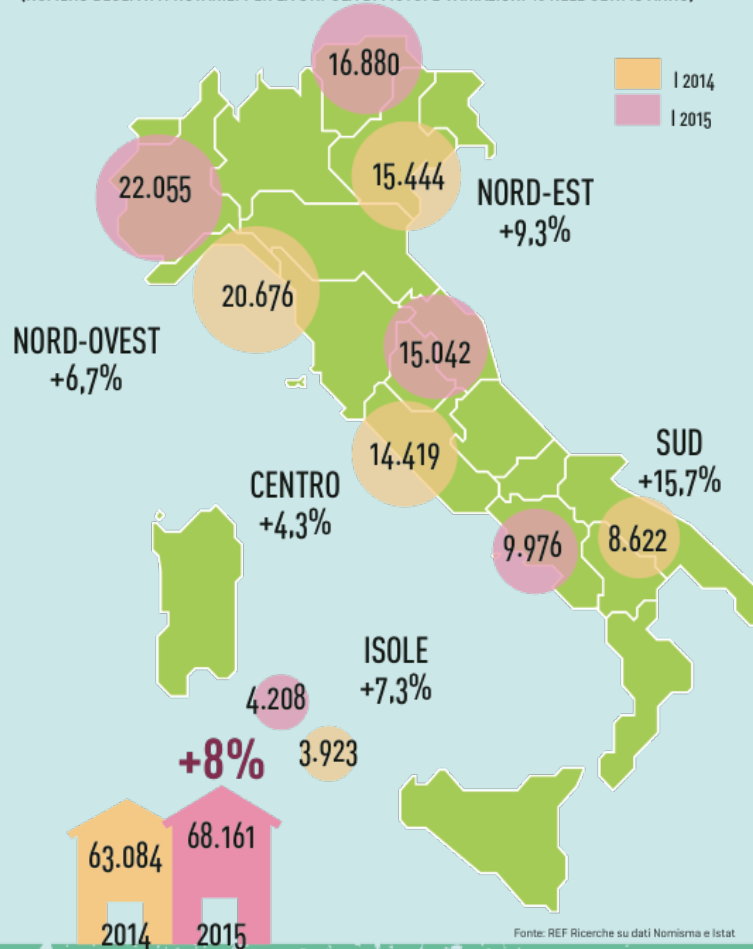 16.880
I 2014
I 2015
22.055
15.444
NORD-EST
+9,3%
20.676
NORD-OVEST
+6,7%
15.042
14.419
CENTRO
+4,3%
SUD
+15,7%
9.976
8.622
ISOLE
+7,3%
4.208
3.923
+8%
63.084
68.161
2014
2015
Fonte: REF Ricerche su dati Nomisma e Istat